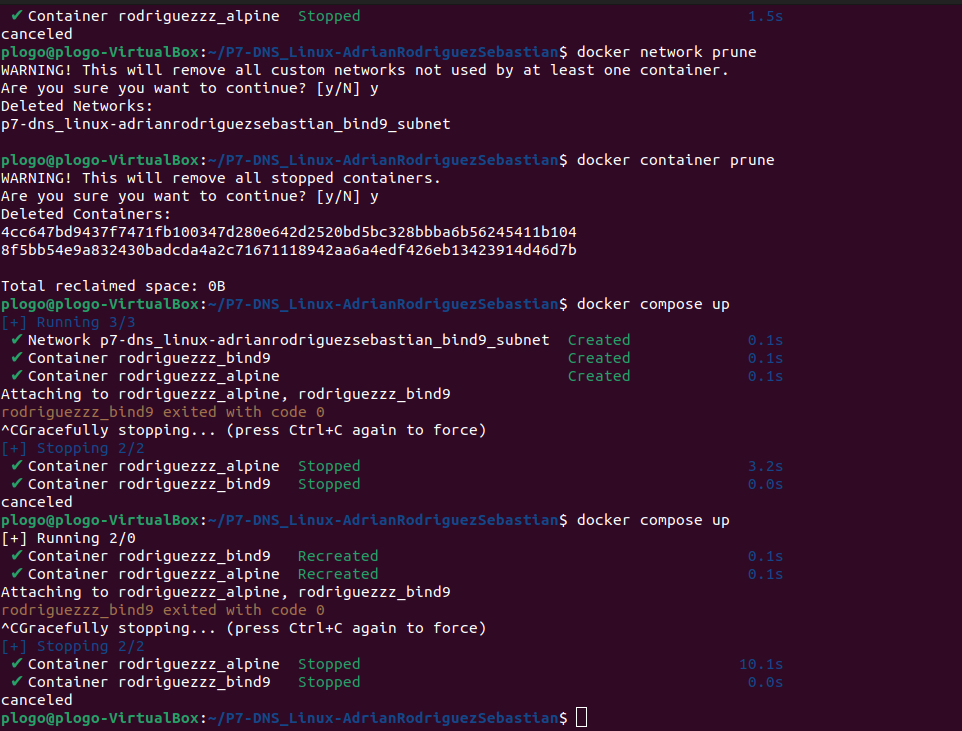 ✔ Container rodriguezzz_alpine  Stopped  1.5s
canceled
plogo@plogo-VirtualBox:~/P7-DNS_Linux-AdrianRodriguezSebastian$ docker network prune
WARNING! This will remove all custom networks not used by at least one container.
Are you sure you want to continue? [y/N] y
Deleted Networks:
p7-dns_linux-adrianrodriguezsebastian_bind9_subnet
plogo@plogo-VirtualBox:~/P7-DNS_Linux-AdrianRodriguezSebastian$ docker container prune
WARNING! This will remove all stopped containers.
Are you sure you want to continue? [y/N] y
Deleted Containers:
4cc647bd9437f7471fb100347d280e642d2520bd5bc328bbba6b56245411b104
8f5bb54e9a832430badcda4a2c71671118942aa6a4edf426eb13423914d46d7b
Total reclaimed space: 0B
plogo@plogo-VirtualBox:~/P7-DNS_Linux-AdrianRodriguezSebastian$ docker compose up
[+] Running 3/3
✔ Network p7-dns_linux-adrianrodriguezsebastian_bind9_subnet  Created  0.1s
✔ Container rodriguezzz_bind9  Created  0.1s
✔ Container rodriguezzz_alpine  Created  0.1s
Attaching to rodriguezzz_alpine, rodriguezzz_bind9
rodriguezzz_bind9 exited with code 0
^CGracefully stopping... (press Ctrl+C again to force)
[+] Stopping 2/2
✔ Container rodriguezzz_alpine  Stopped  3.2s
✔ Container rodriguezzz_bind9  Stopped  0.0s
canceled
plogo@plogo-VirtualBox:~/P7-DNS_Linux-AdrianRodriguezSebastian$ docker compose up
[+] Running 2/0
✔ Container rodriguezzz_bind9  Recreated  0.1s
✔ Container rodriguezzz_alpine  Recreated  0.1s
Attaching to rodriguezzz_alpine, rodriguezzz_bind9
rodriguezzz_bind9 exited with code 0
^CGracefully stopping... (press Ctrl+C again to force)
[+] Stopping 2/2
✔ Container rodriguezzz_alpine  Stopped  10.1s
✔ Container rodriguezzz_bind9  Stopped  0.0s
canceled
plogo@plogo-VirtualBox:~/P7-DNS_Linux-AdrianRodriguezSebastian$